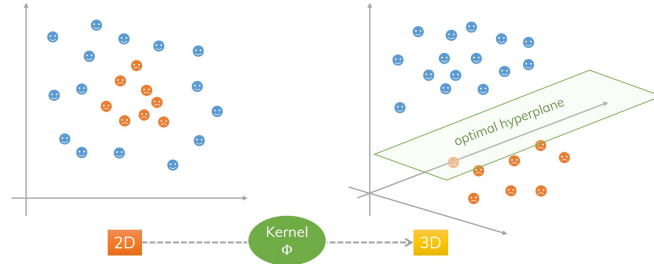 optimal hyperplane
2D
Kernel
Φ
3D